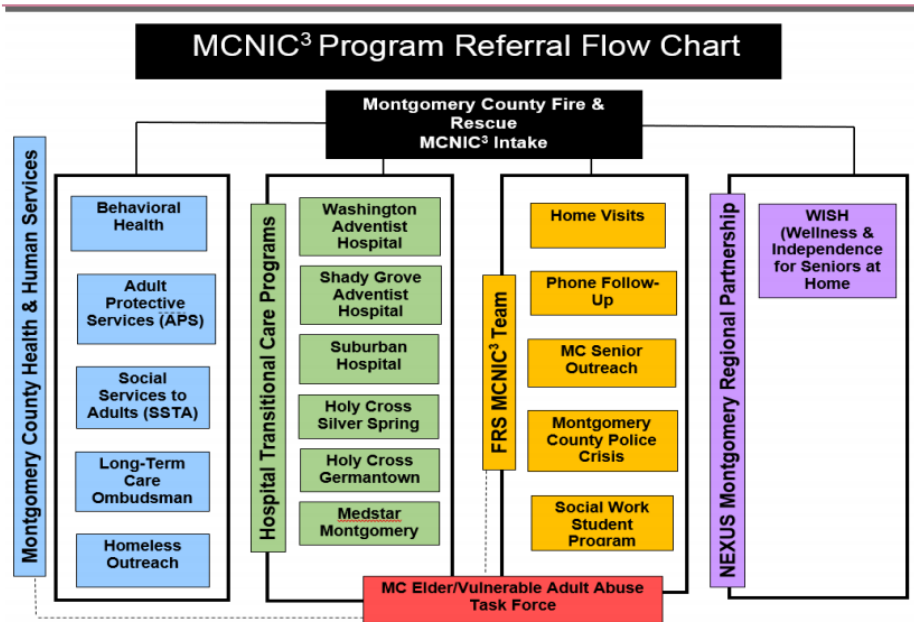 MCNIC³ Program Referral Flow Chart
Montgomery County Fire &
Rescue
MCNIC³ Intake
Montgomery County Health & Human Services
Behavioral
Health
Adult
Protective
Services (APS)
Social
Services to
Adults (SSTA)
Long-Term
Care
Ombudsman
Homeless
Outreach
Hospital Transitional Care Programs
Washington
Adventist
Hospital
Shady Grove
Adventist
Hospital
Suburban
Hospital
Holy Cross
Silver Spring
Holy Cross
Germantown
Medstar
Montgomery
FRS MCNIC³ Team
Home Visits
Phone Follow-
Up
MC Senior
Outreach
Montgomery
County Police
Crisis
Social Work
Student
Program
NEXUS Montgomery Regional Partnership
WISH
(Wellness &
Independence
for Seniors at
Home
MC Elder/Vulnerable Adult Abuse
Task Force